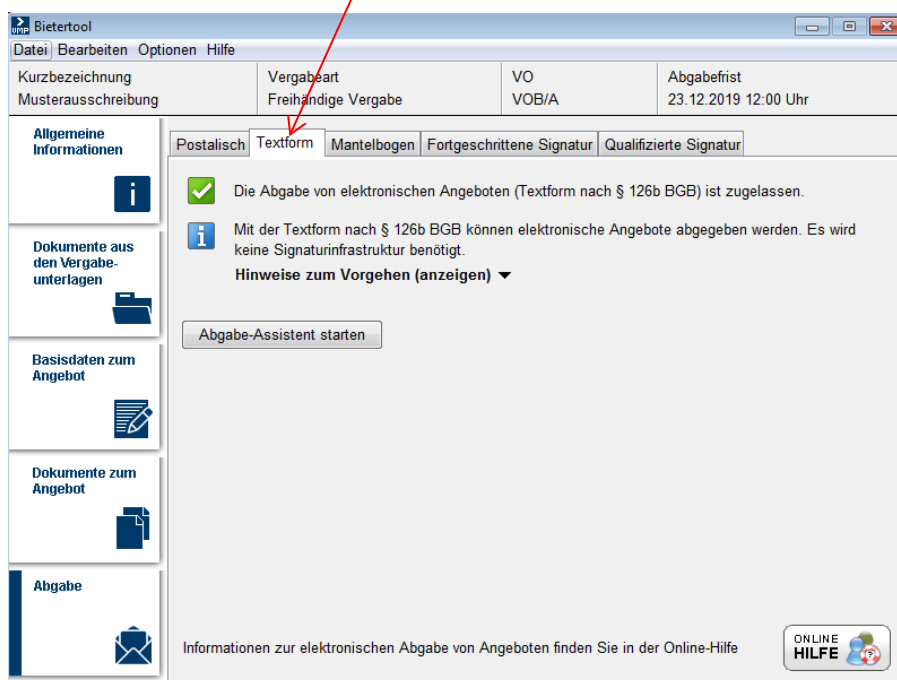 VMP Bietertool
Datei Bearbeiten Optionen Hilfe
Kurzbezeichnung Vergabeart VO Abgabefrist
Musterausschreibung Freihändige Vergabe VOB/A 23.12.2019 12:00 Uhr
Allgemeine
Informationen
i
Dokumente aus
den Vergabe-
unterlagen
Basisdaten zum
Angebot
Dokumente zum
Angebot
Abgabe
Postalisch Textform Mantelbogen Fortgeschrittene Signatur Qualifizierte Signatur
Die Abgabe von elektronischen Angeboten (Textform nach § 126b BGB) ist zugelassen.
i Mit der Textform nach § 126b BGB können elektronische Angebote abgegeben werden. Es wird
keine Signaturinfrastruktur benötigt.
Hinweise zum Vorgehen (anzeigen)
Abgabe-Assistent starten
Informationen zur elektronischen Abgabe von Angeboten finden Sie in der Online-Hilfe
ONLINE
HILFE